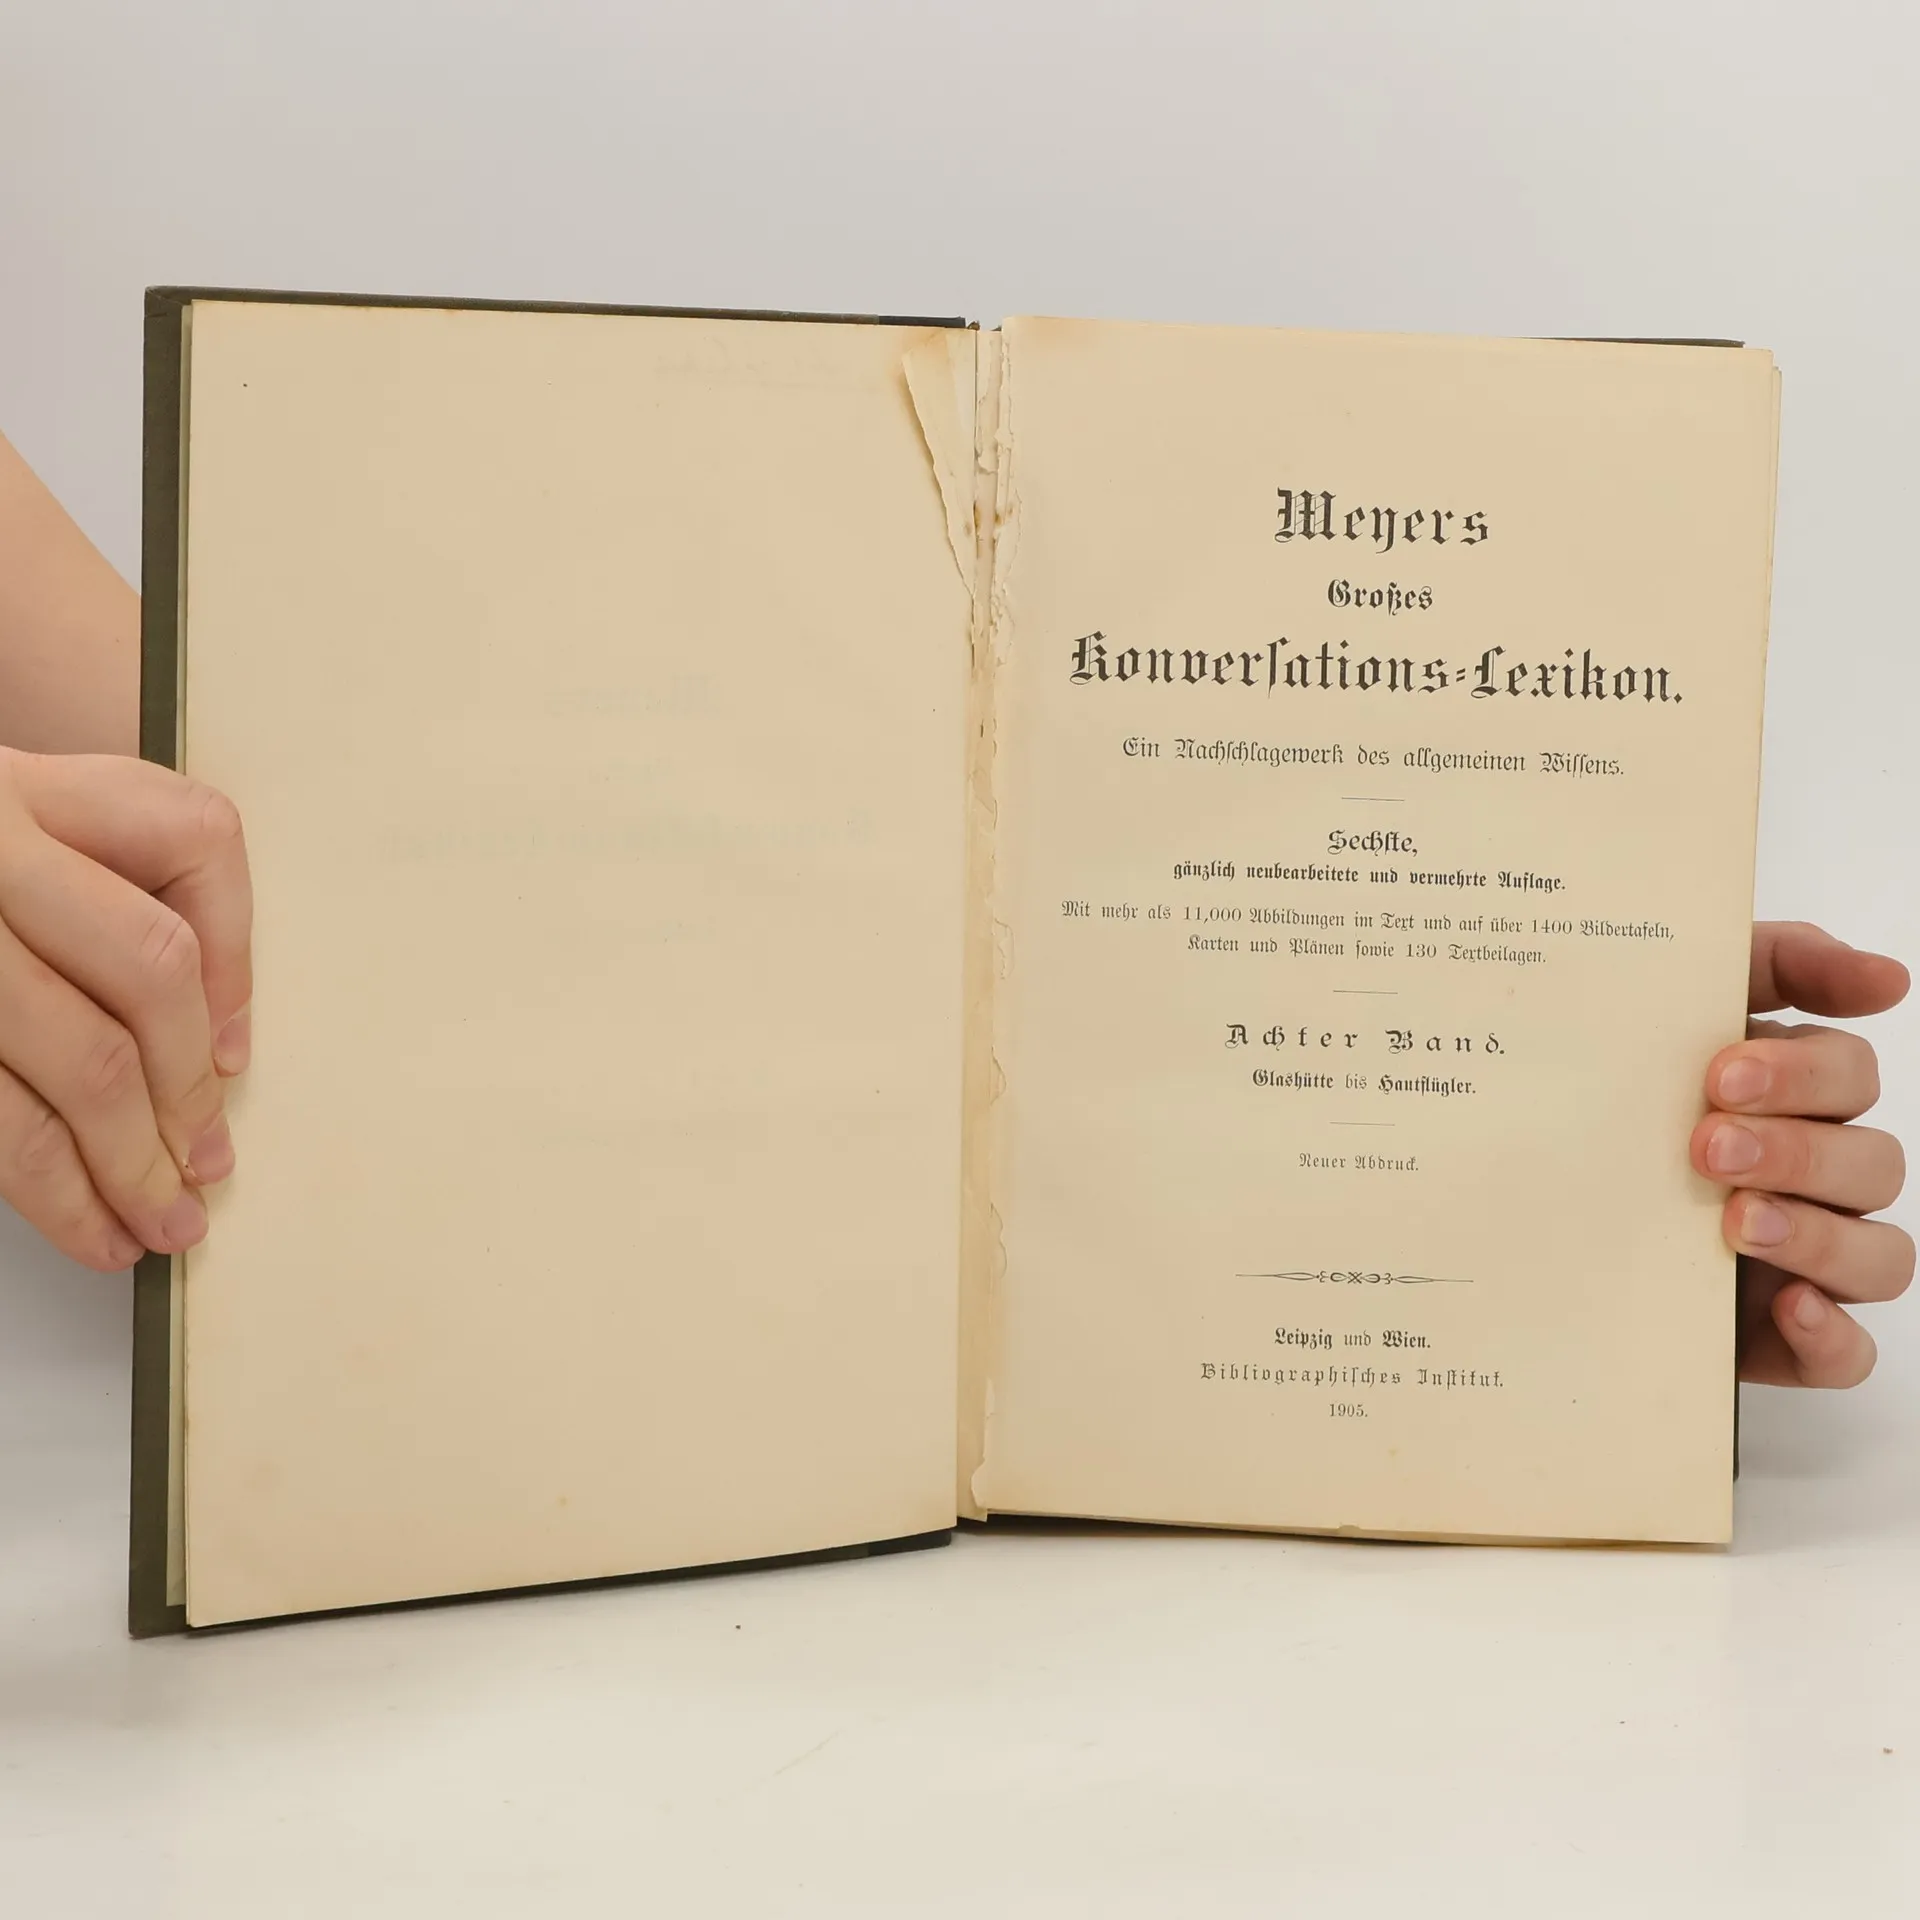 Meyers
Großes
Konversations-Lexikon.
Ein Nachschlagewerk des allgemeinen Wissens.
Sechste,
gänzlich neubearbeitete und vermehrte Auflage.
Mit mehr als 11,000 Abbildungen im Text und auf über 1400 Bildertafeln,
Karten und Plänen sowie 130 Textbeilagen.
Achter Band.
Glashütte bis Hautflügler.
Neuer Abdruck.
Leipzig und Wien.
Bibliographisches Institut.
1905.